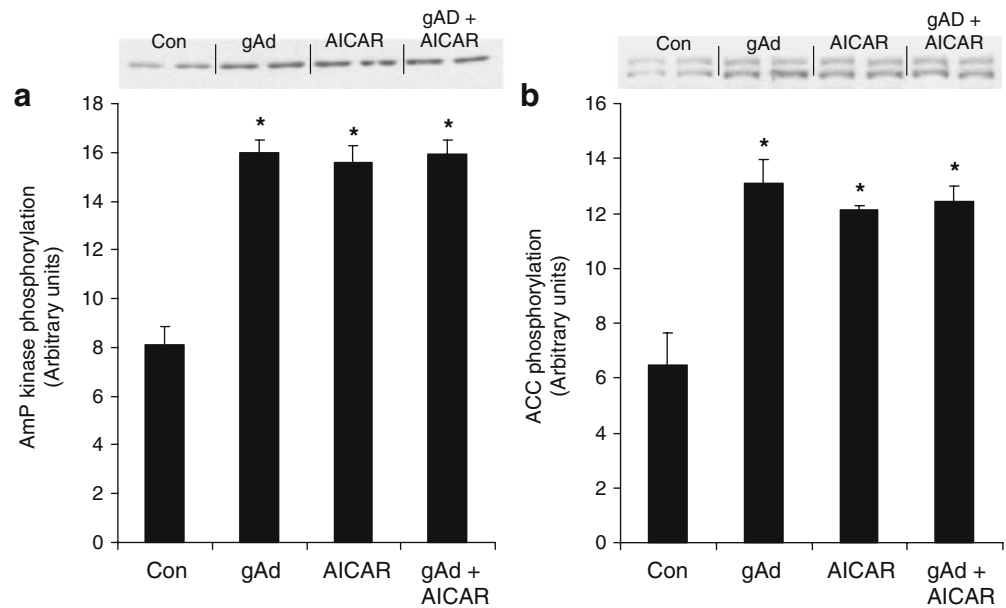 Con gAd AICAR gAD + AICAR
a
AmP kinase phosphorylation
(Arbitrary units)
18
16
14
12
10
8
6
4
2
0
*
*
*
Con gAd AICAR gAd + AICAR
Con gAd AICAR gAD + AICAR
b
ACC phosphorylation
(Arbitrary units)
16
14
12
10
8
6
4
2
0
*
*
*
Con gAd AICAR gAd + AICAR